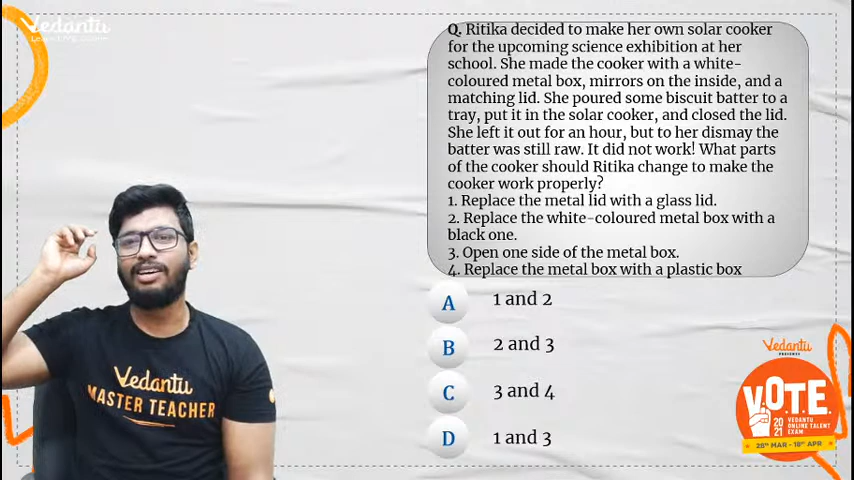 Vedantu
Q. Ritika decided to make her own solar cooker
for the upcoming science exhibition at her
school. She made the cooker with a white-
coloured metal box, mirrors on the inside, and a
matching lid. She poured some biscuit batter to a
tray, put it in the solar cooker, and closed the lid.
She left it out for an hour, but to her dismay the
batter was still raw. It did not work! What parts
of the cooker should Ritika change to make the
cooker work properly?
1. Replace the metal lid with a glass lid.
2. Replace the white-coloured metal box with a
black one.
3. Open one side of the metal box.
4. Replace the metal box with a plastic box
A 1 and 2
B 2 and 3
C 3 and 4
D 1 and 3
Vedantu
MASTER TEACHER
Vedantu
PRESENTS
V.O.T.E.
2021
VEDANTU
ONLINE TALENT
EXAM
28TH MAR - 18TH APR